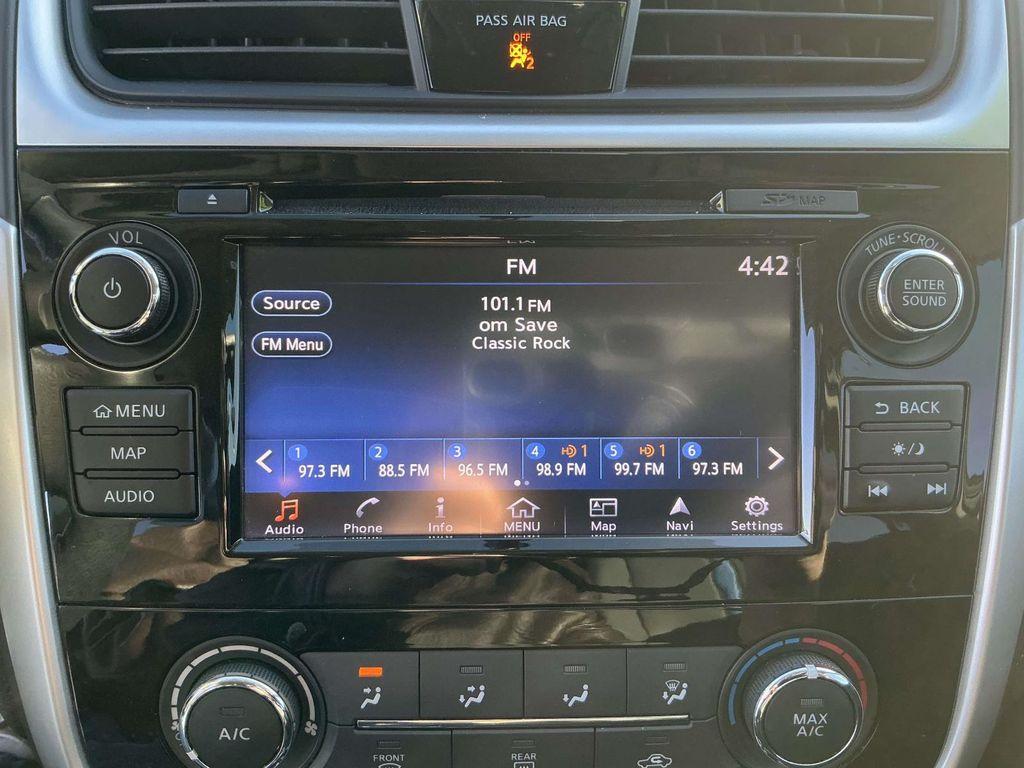 PASS AIR BAG
OFF
2
MAP
VOL
TUNE·SCROLL
ENTER
SOUND
FM
4:42
Source
FM Menu
101.1 FM
om Save
Classic Rock
1 97.3 FM
2 88.5 FM
3 96.5 FM
4 HD 1 98.9 FM
5 HD 1 99.7 FM
6 97.3 FM
Audio
Phone
Info
MENU
Map
Navi
Settings
MENU
MAP
AUDIO
BACK
A/C
MAX
A/C
FRONT
REAR